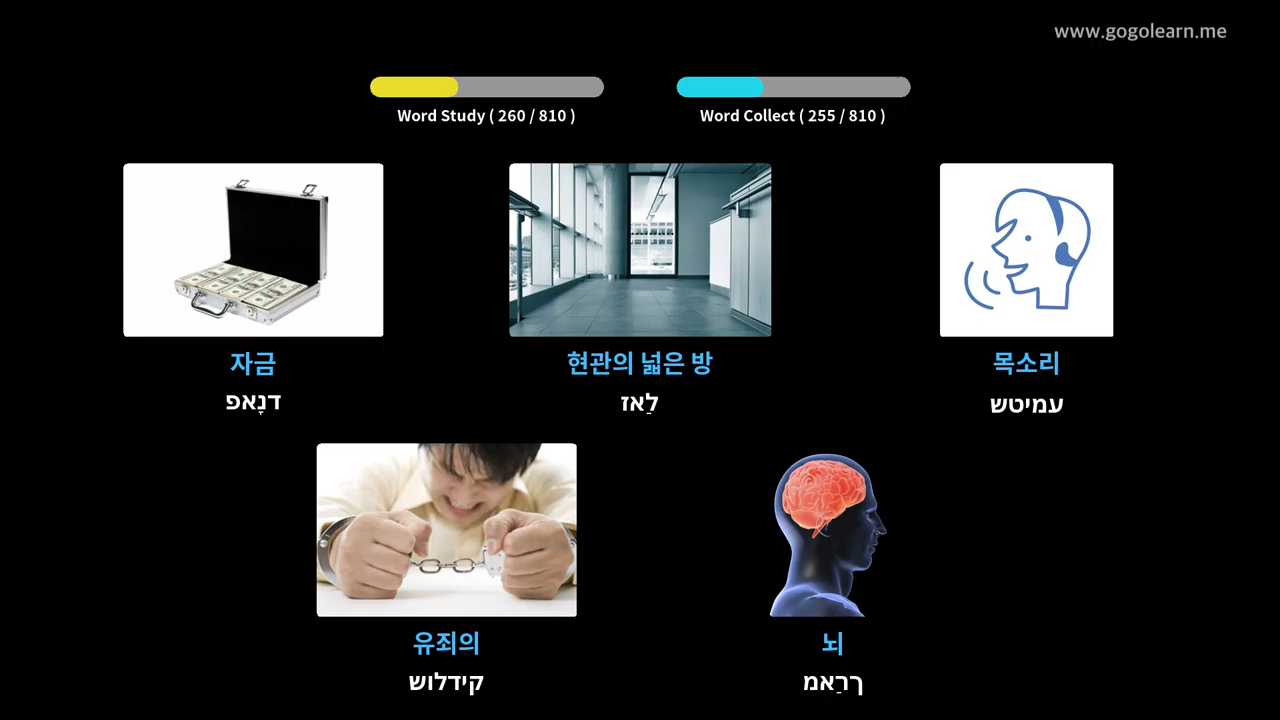 www.gogolearn.me
Word Study ( 260 / 810 )
Word Collect ( 255 / 810 )
자금
현관의 넓은 방
목소리
דנָאפ
לַאז
עמיטש
유죄의
뇌
קידלוש
ךרַאמ